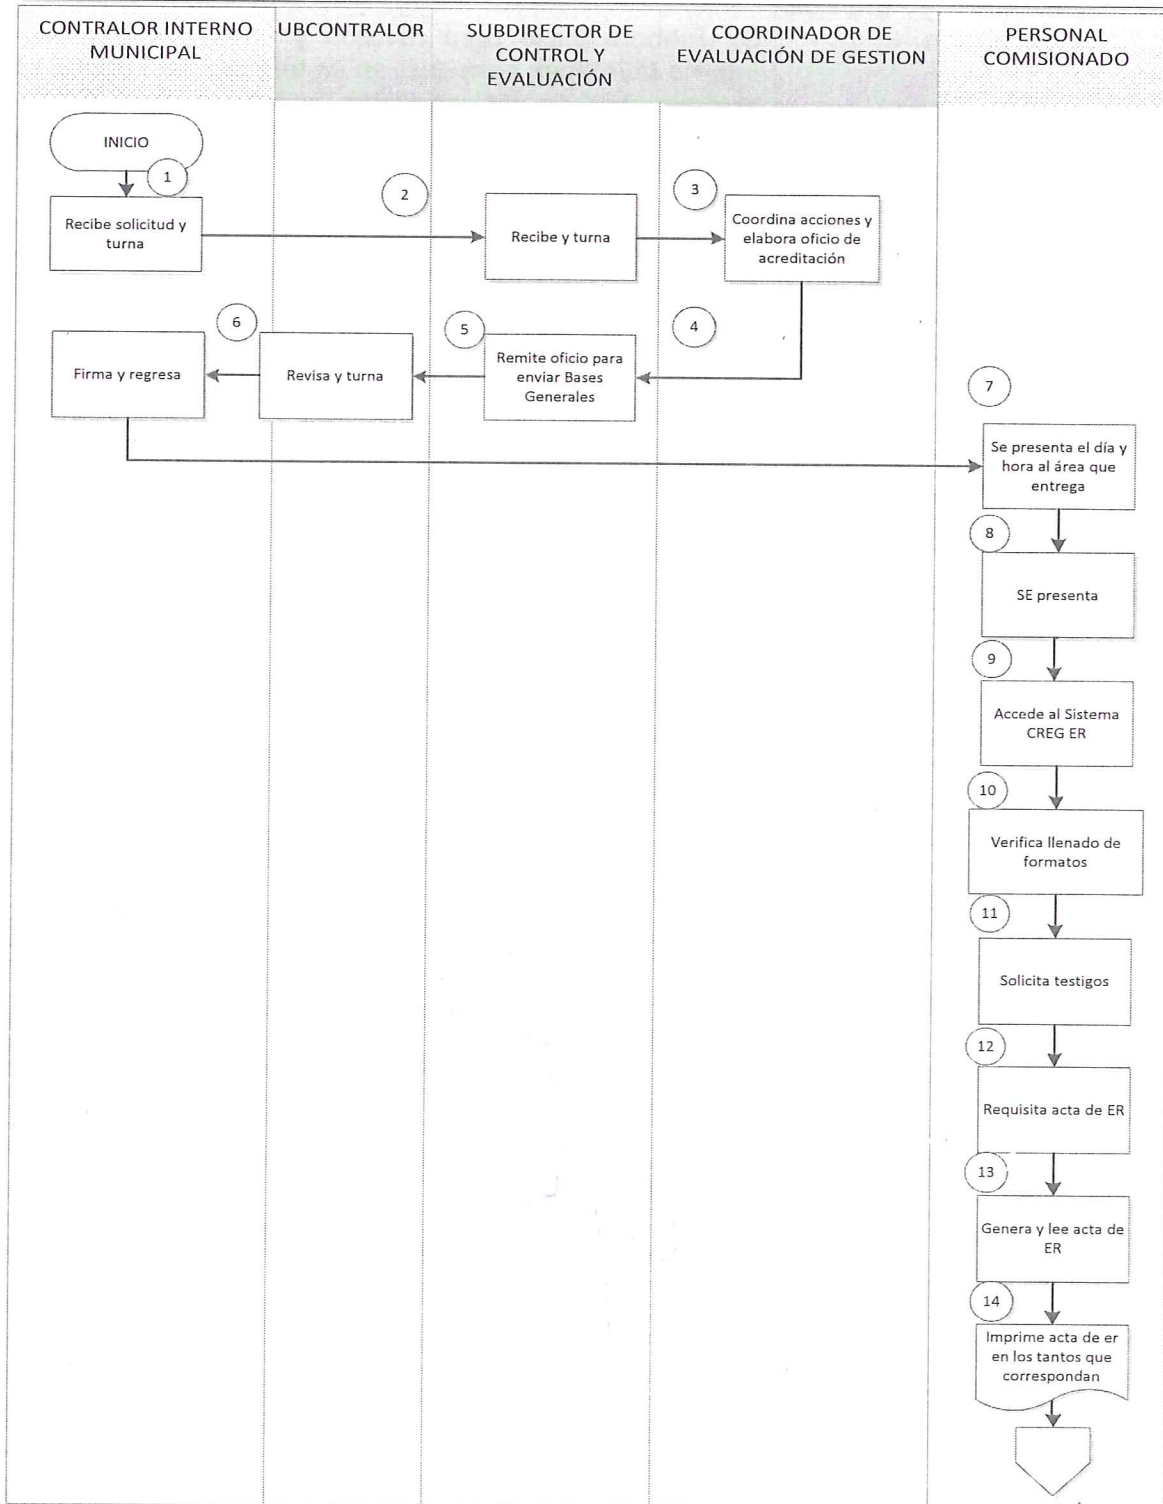 CONTRALOR INTERNO
MUNICIPAL
UBCONTRALOR
SUBDIRECTOR DE
CONTROL Y
EVALUACIÓN
COORDINADOR DE
EVALUACIÓN DE GESTION
PERSONAL
COMISIONADO
INICIO
1
Recibe solicitud y
turna
2
Recibe y turna
3
Coordina acciones y
elabora oficio de
acreditación
4
5
Remite oficio para
enviar Bases
Generales
Revisa y turna
6
Firma y regresa
7
Se presenta el día y
hora al área que
entrega
8
SE presenta
9
Accede al Sistema
CREG ER
10
Verifica llenado de
formatos
11
Solicita testigos
12
Requisita acta de ER
13
Genera y lee acta de
ER
14
Imprime acta de er
en los tantos que
correspondan